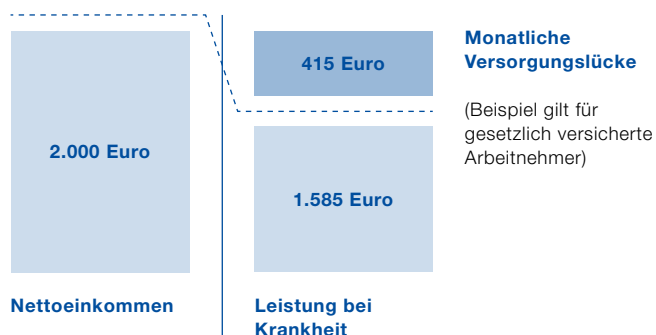 2.000 Euro
Nettoeinkommen
415 Euro
1.585 Euro
Leistung bei
Krankheit
Monatliche
Versorgungslücke
(Beispiel gilt für
gesetzlich versicherte
Arbeitnehmer)